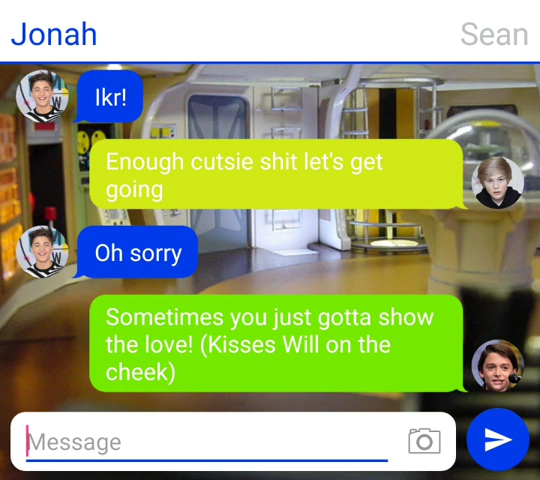 Jonah
Sean
Ikr!
Enough cutsie shit let's get
going
Oh sorry
Sometimes you just gotta show
the love! (Kisses Will on the
cheek)
Message